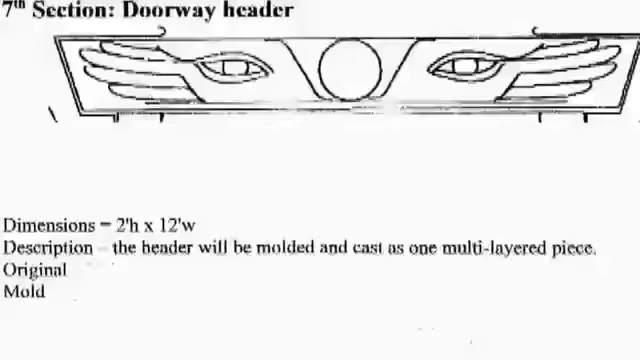 7th Section: Doorway header
Dimensions = 2'h x 12'w
Description – the header will be molded and cast as one multi-layered piece.
Original
Mold